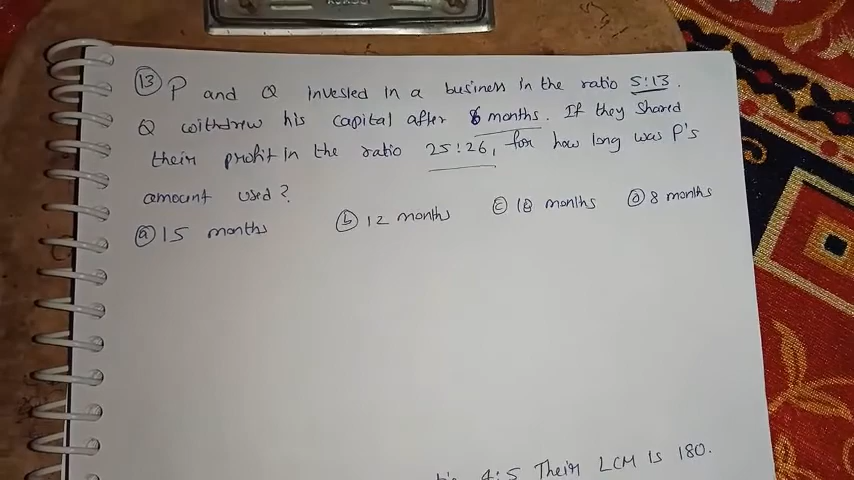 13 P and Q invested in a business in the ratio 5:13.
Q withdrew his capital after 6 months. If they shared
their profit in the ratio 25:26, for how long was P's
amount used?
a 15 months b 12 months c 18 months d 8 months
4:5 Their LCM is 180.